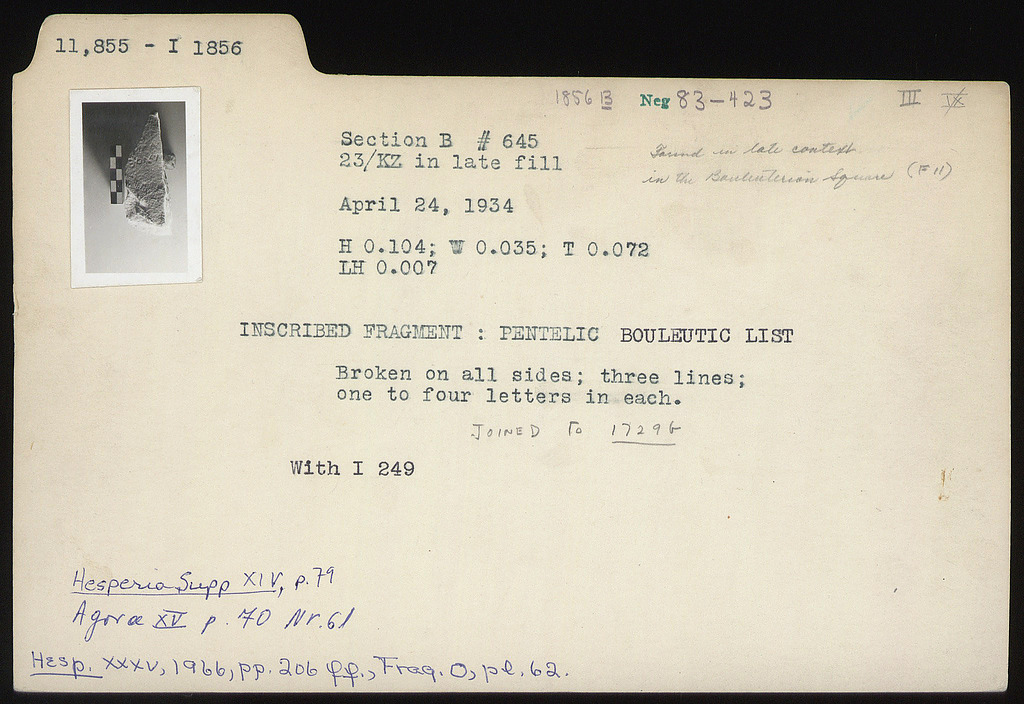 11,855 - I 1856
1856 B Neg 83-423 III IX
Section B # 645
23/KZ in late fill
Found in late context
in the Bouleuterion Square (F 11)
April 24, 1934
H 0.104; W 0.035; T 0.072
LH 0.007
INSCRIBED FRAGMENT : PENTELIC BOULEUTIC LIST
Broken on all sides; three lines;
one to four letters in each.
JOINED TO 1729G
With I 249
Hesperia Supp XIV, p.79
Agora XV p. 70 Nr.61
Hesp. XXXV, 1966, pp. 206 ff., Frag. O, pl. 62.